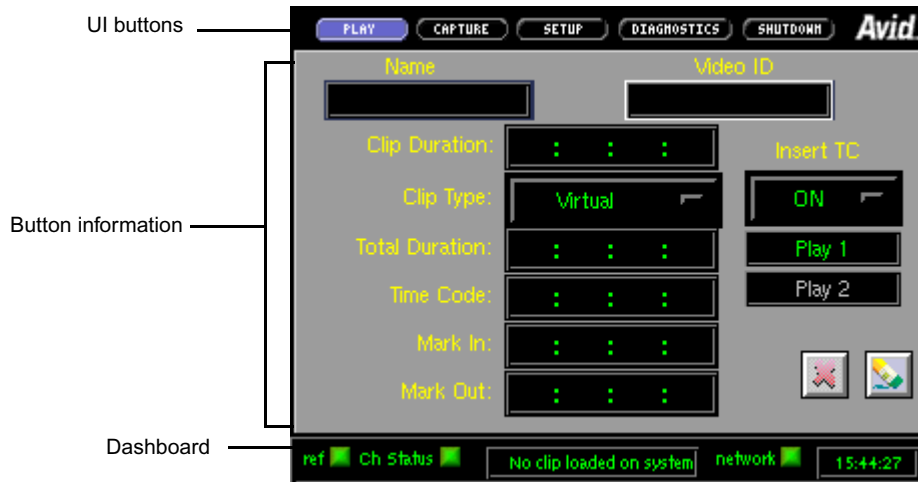 UI buttons
PLAY CAPTURE SETUP DIAGNOSTICS SHUTDOWN Avid
Name Video ID
Clip Duration: : : :
Insert TC
Clip Type: Virtual ON
Button information
Total Duration: : : :
Play 1
Time Code: : : :
Play 2
Mark In: : : :
Mark Out: : : :
Dashboard
ref Ch Status No clip loaded on system network 15:44:27